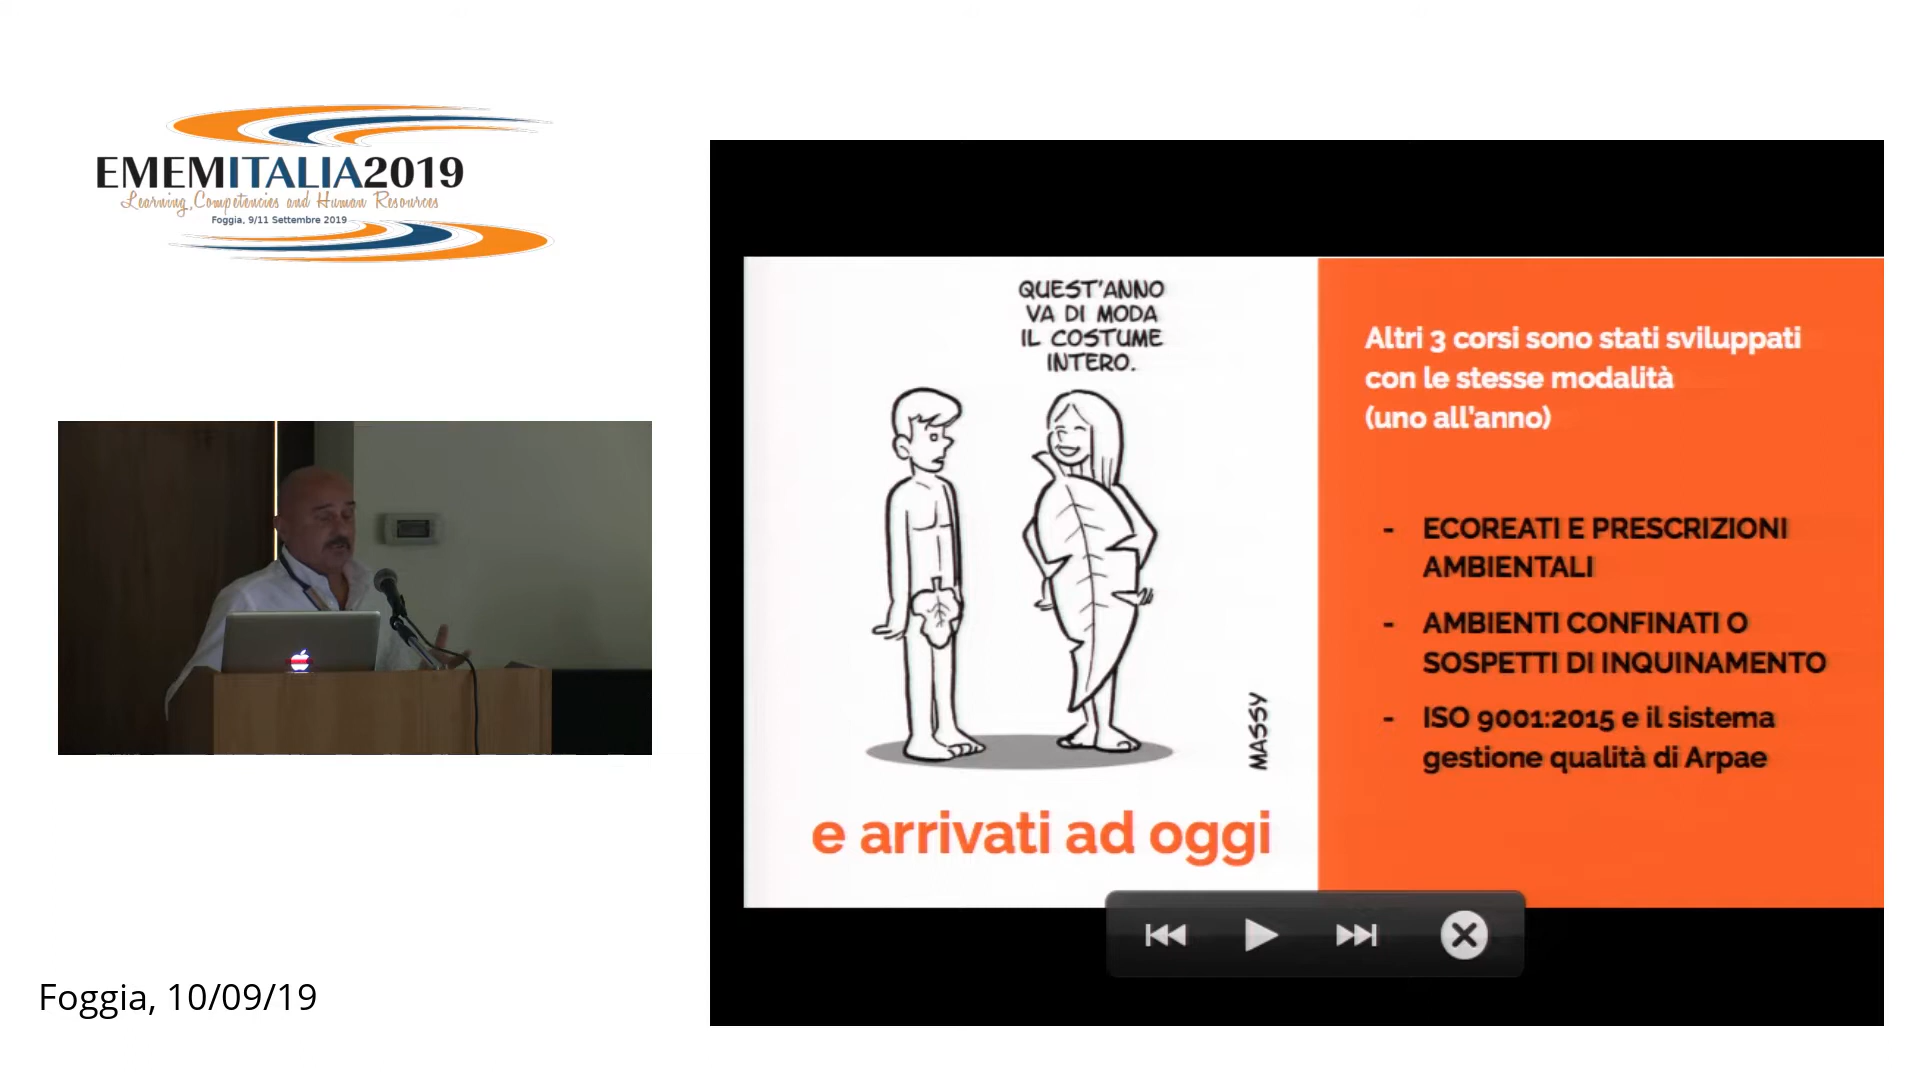 EMEMITALIA2019
Learning, Competencies and Human Resources
Foggia, 9/11 Settembre 2019
QUEST'ANNO
VA DI MODA
IL COSTUME
INTERO.
MASSY
e arrivati ad oggi
Altri 3 corsi sono stati sviluppati
con le stesse modalità
(uno all'anno)
- ECOREATI E PRESCRIZIONI
AMBIENTALI
- AMBIENTI CONFINATI O
SOSPETTI DI INQUINAMENTO
- ISO 9001:2015 e il sistema
gestione qualità di Arpae
Foggia, 10/09/19